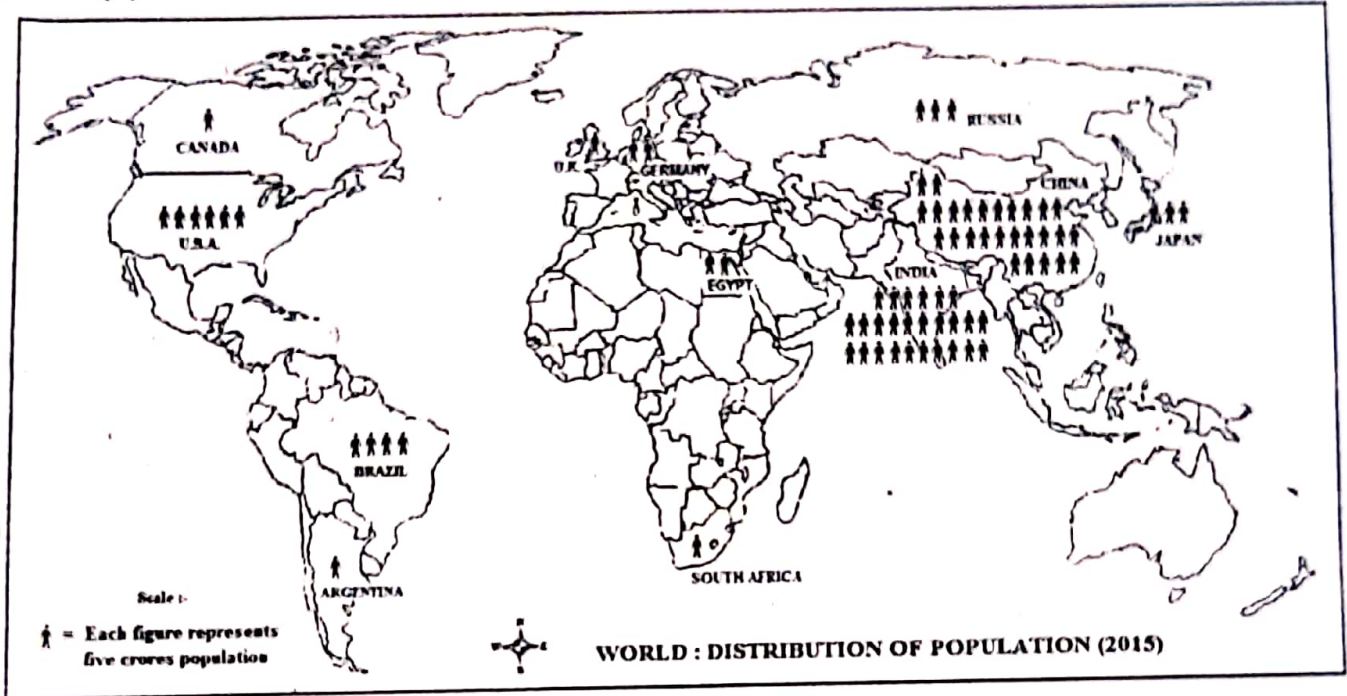 CANADA
RUSSIA
U.K.
GERMANY
CHINA
U.S.A.
JAPAN
INDIA
EGYPT
BRAZIL
SOUTH AFRICA
ARGENTINA
Scale :-
= Each figure represents
five crores population
N
W E
S
WORLD : DISTRIBUTION OF POPULATION (2015)